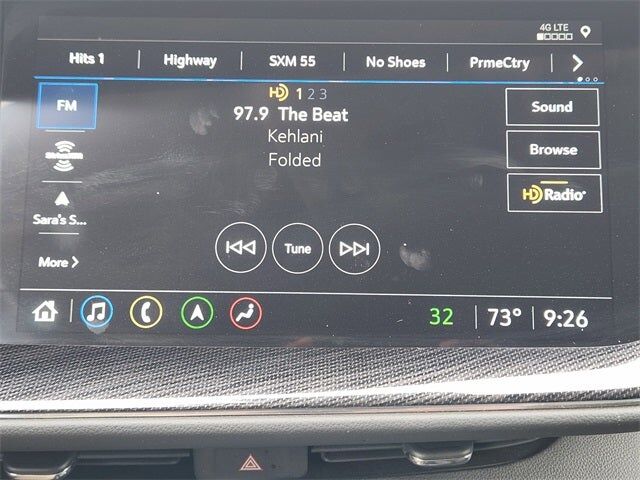 4G LTE
Hits 1 Highway SXM 55 No Shoes PrmeCtry
FM
HD 1 2 3
97.9 The Beat
Kehlani
Folded
Sound
Browse
HD Radio
Sara's S...
More
Tune
32 73° 9:26